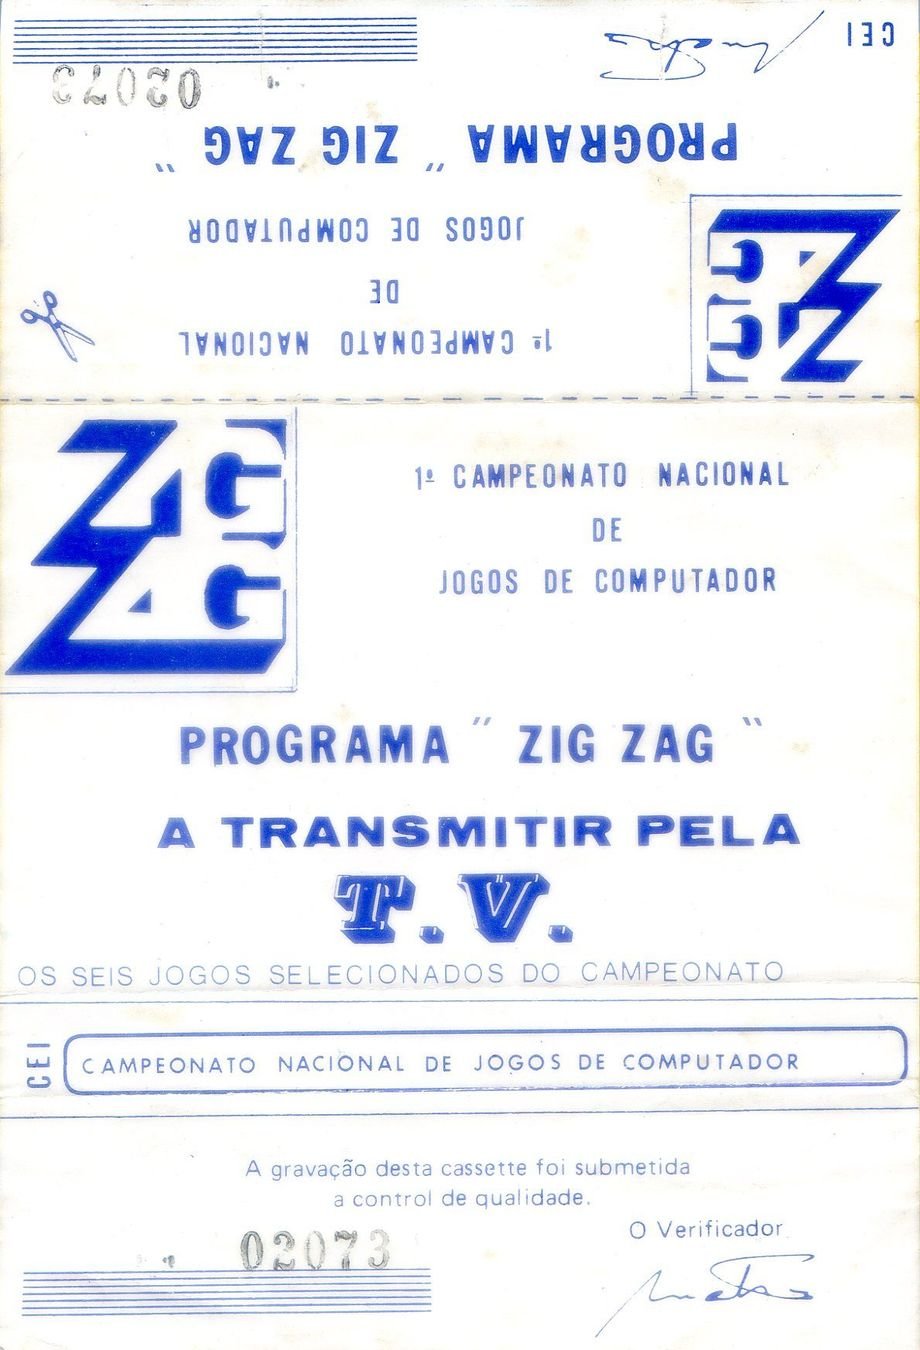 CEI
02073
PROGRAMA " ZIG ZAG "
JOGOS DE COMPUTADOR
DE
1º CAMPEONATO NACIONAL
ZIG
ZAG
ZIG
ZAG
1º CAMPEONATO NACIONAL
DE
JOGOS DE COMPUTADOR
PROGRAMA " ZIG ZAG "
A TRANSMITIR PELA
T.V.
OS SEIS JOGOS SELECIONADOS DO CAMPEONATO
CEI
CAMPEONATO NACIONAL DE JOGOS DE COMPUTADOR
A gravação desta cassette foi submetida
a control de qualidade.
O Verificador
02073